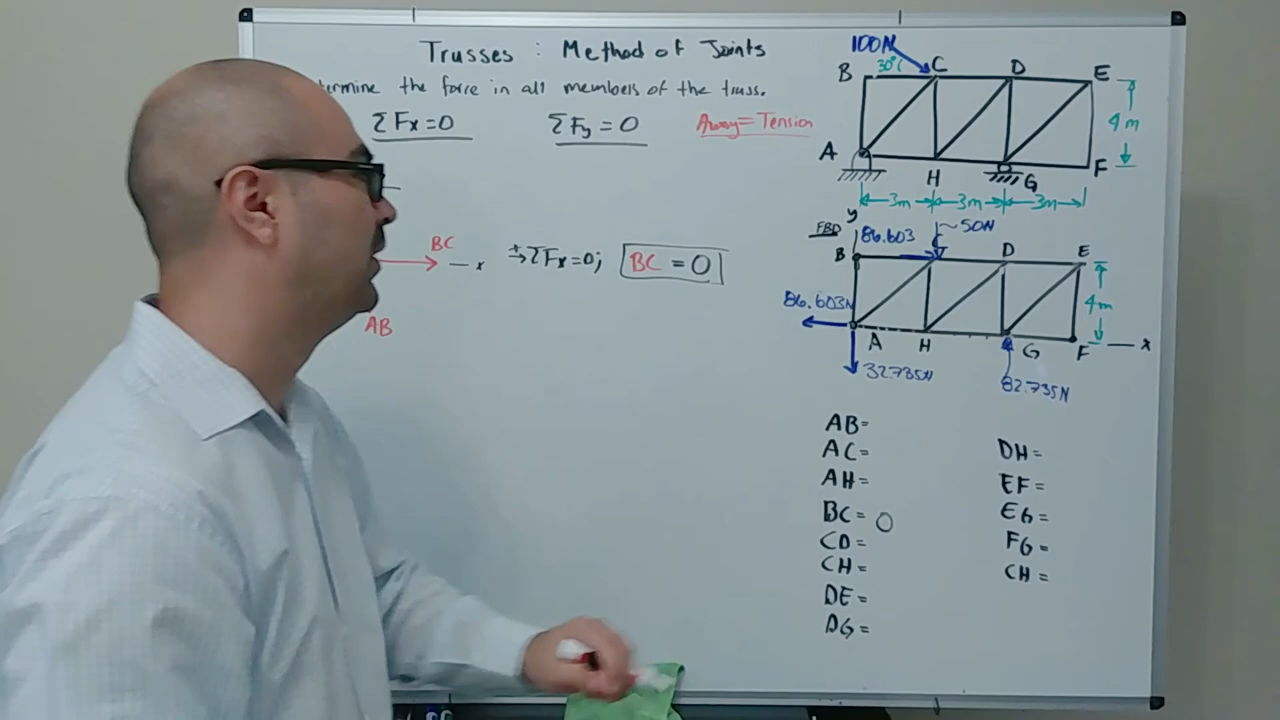 Trusses : Method of Joints
termine the force in all members of the truss.
ΣFx=0 ΣFy=0 Away=Tension
BC
x
AB
→+ ΣFx=0; BC = 0
100N
30°
B C D E
4m
A H G F
3m 3m 3m
y
FBD 86.603 50N
B C D E
4m
86.603N
A H G F x
32.735N 82.735N
AB=
AC= DH=
AH= EF=
BC= 0 EG=
CD= FG=
CH= CH=
DE=
DG=